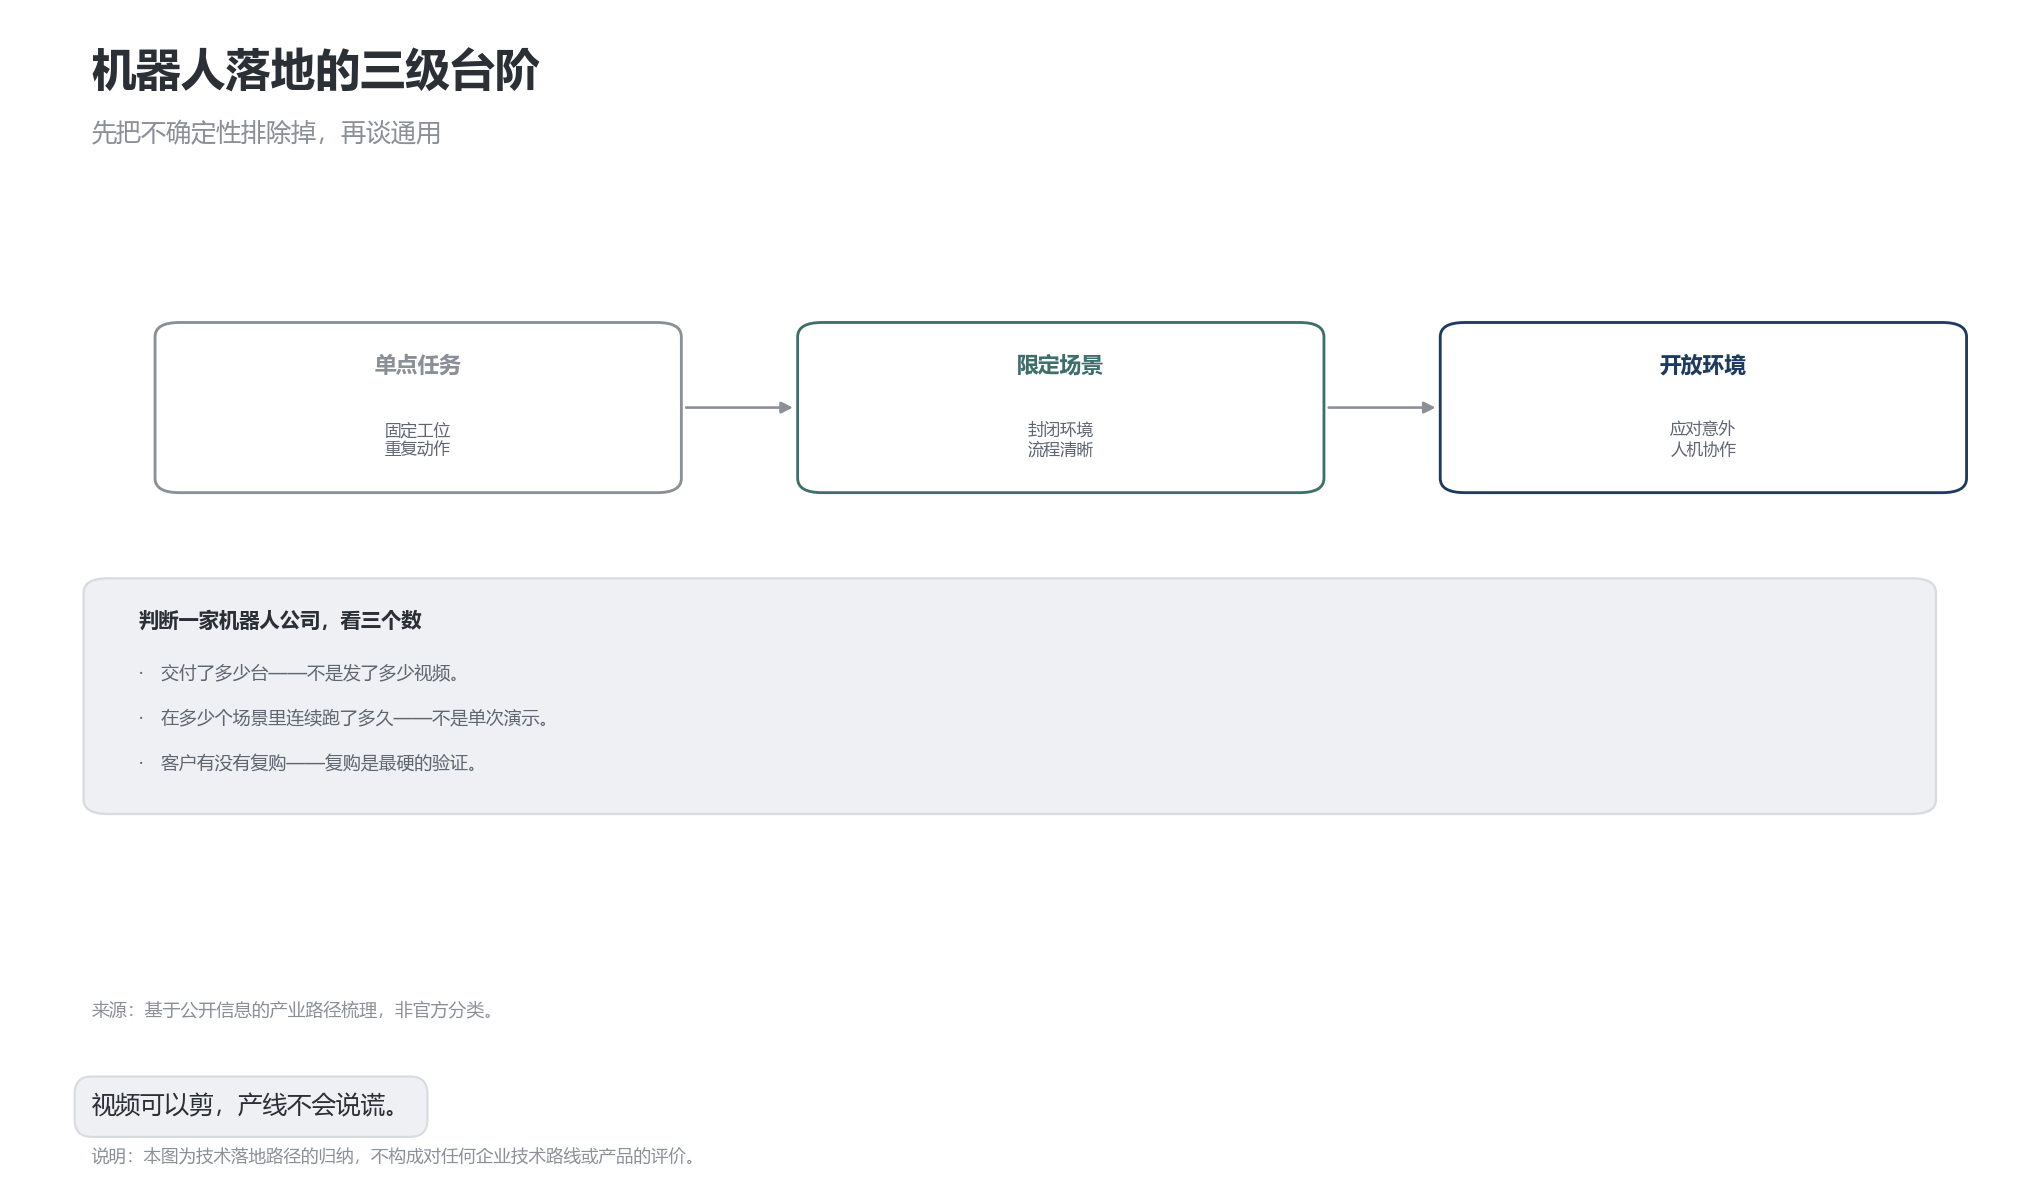 机器人落地的三级台阶
先把不确定性排除掉，再谈通用
单点任务
固定工位
重复动作
限定场景
封闭环境
流程清晰
开放环境
应对意外
人机协作
判断一家机器人公司，看三个数
· 交付了多少台——不是发了多少视频。
· 在多少个场景里连续跑了多久——不是单次演示。
· 客户有没有复购——复购是最硬的验证。
来源：基于公开信息的产业路径梳理，非官方分类。
视频可以剪，产线不会说谎。
说明：本图为技术落地路径的归纳，不构成对任何企业技术路线或产品的评价。